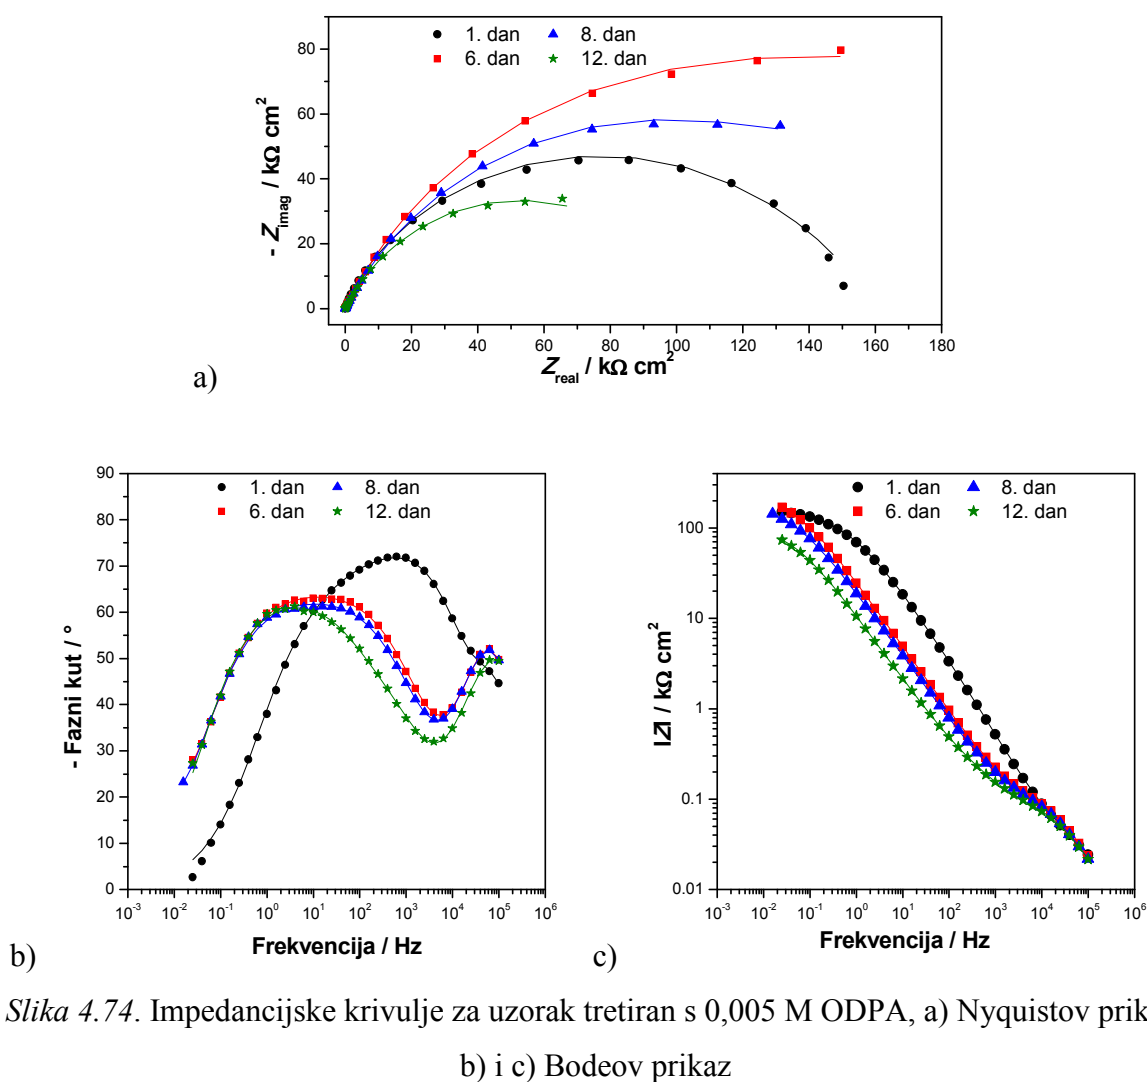 1. dan 8. dan
6. dan 12. dan
80
60
40
20
0
- Zimag / kΩ cm²
0 20 40 60 80 100 120 140 160 180
Zreal / kΩ cm²
a)
90
80
70
60
50
40
30
20
10
0
- Fazni kut / °
1. dan 8. dan
6. dan 12. dan
10⁻³ 10⁻² 10⁻¹ 10⁰ 10¹ 10² 10³ 10⁴ 10⁵ 10⁶
Frekvencija / Hz
b)
100
10
1
0.1
0.01
IZI / kΩ cm²
1. dan 8. dan
6. dan 12. dan
10⁻³ 10⁻² 10⁻¹ 10⁰ 10¹ 10² 10³ 10⁴ 10⁵ 10⁶
Frekvencija / Hz
c)
Slika 4.74. Impedancijske krivulje za uzorak tretiran s 0,005 M ODPA, a) Nyquistov prik
b) i c) Bodeov prikaz